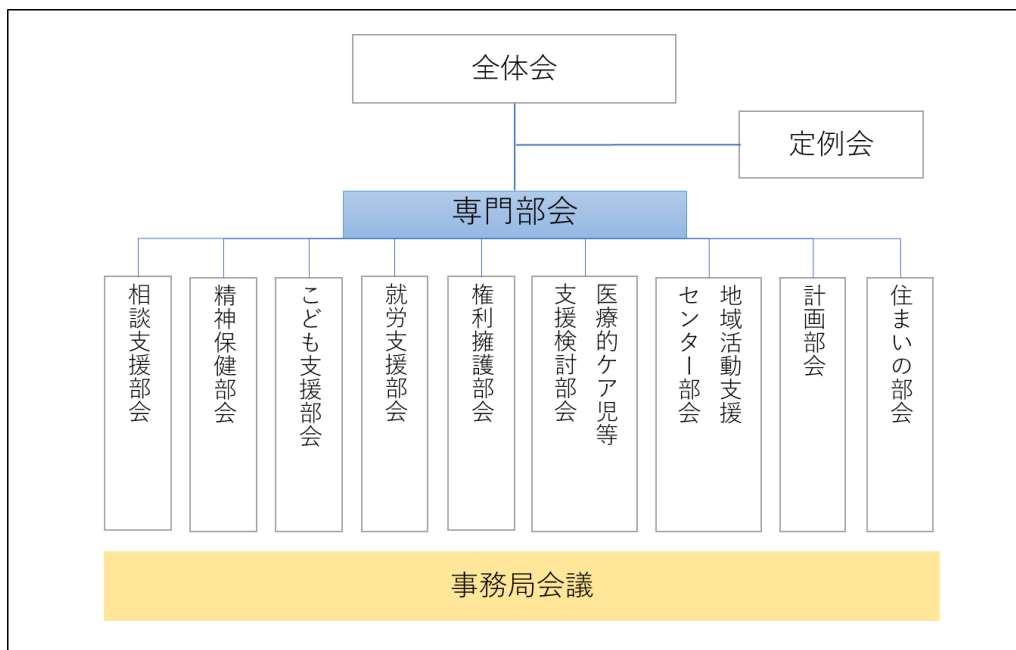 全体会
定例会
専門部会
相談支援部会
精神保健部会
こども支援部会
就労支援部会
権利擁護部会
医療的ケア児等
支援検討部会
地域活動支援
センター部会
計画部会
住まいの部会
事務局会議